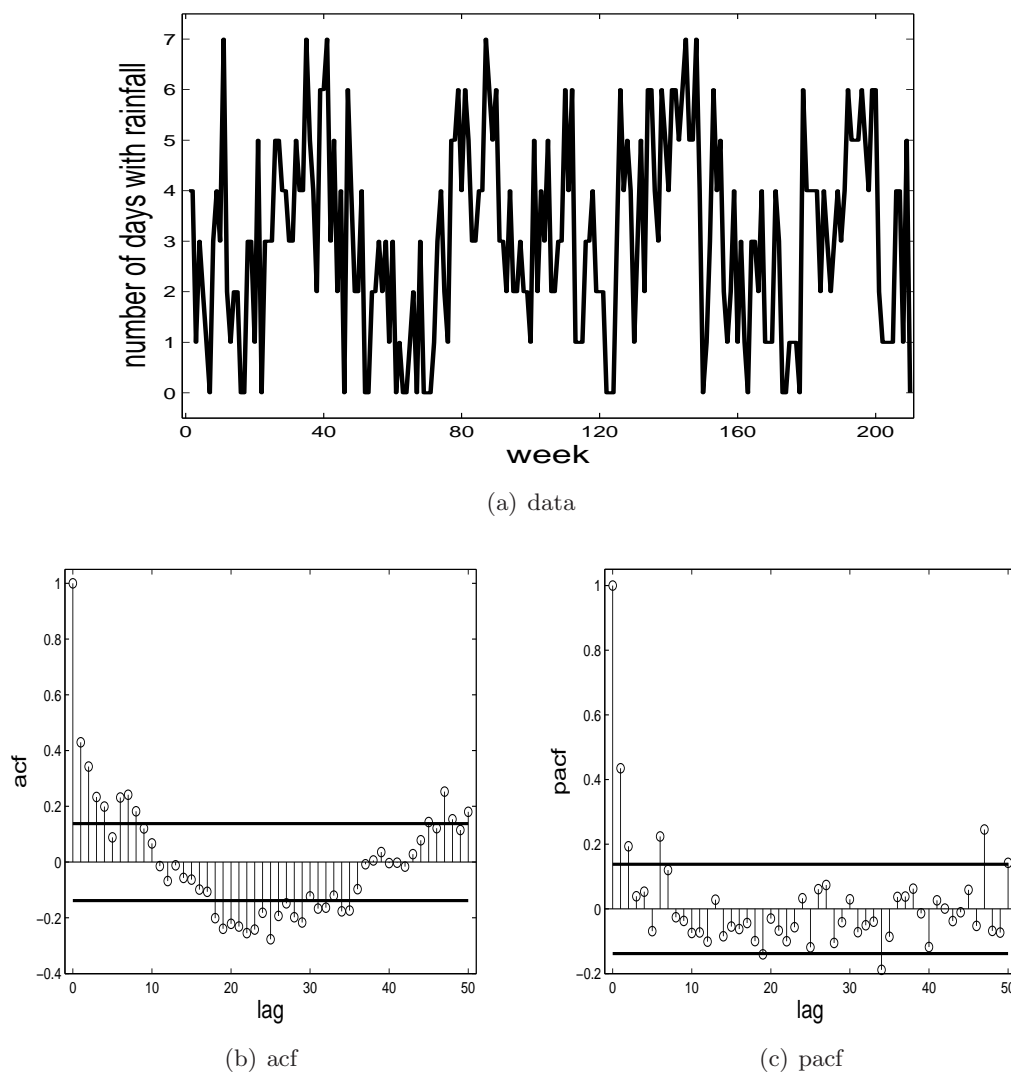 7
6
5
4
3
2
1
0
number of days with rainfall
0 40 80 120 160 200
week
(a) data
1
0.8
0.6
0.4
0.2
0
−0.2
−0.4
acf
0 10 20 30 40 50
lag
(b) acf
1
0.8
0.6
0.4
0.2
0
−0.2
pacf
0 10 20 30 40 50
lag
(c) pacf